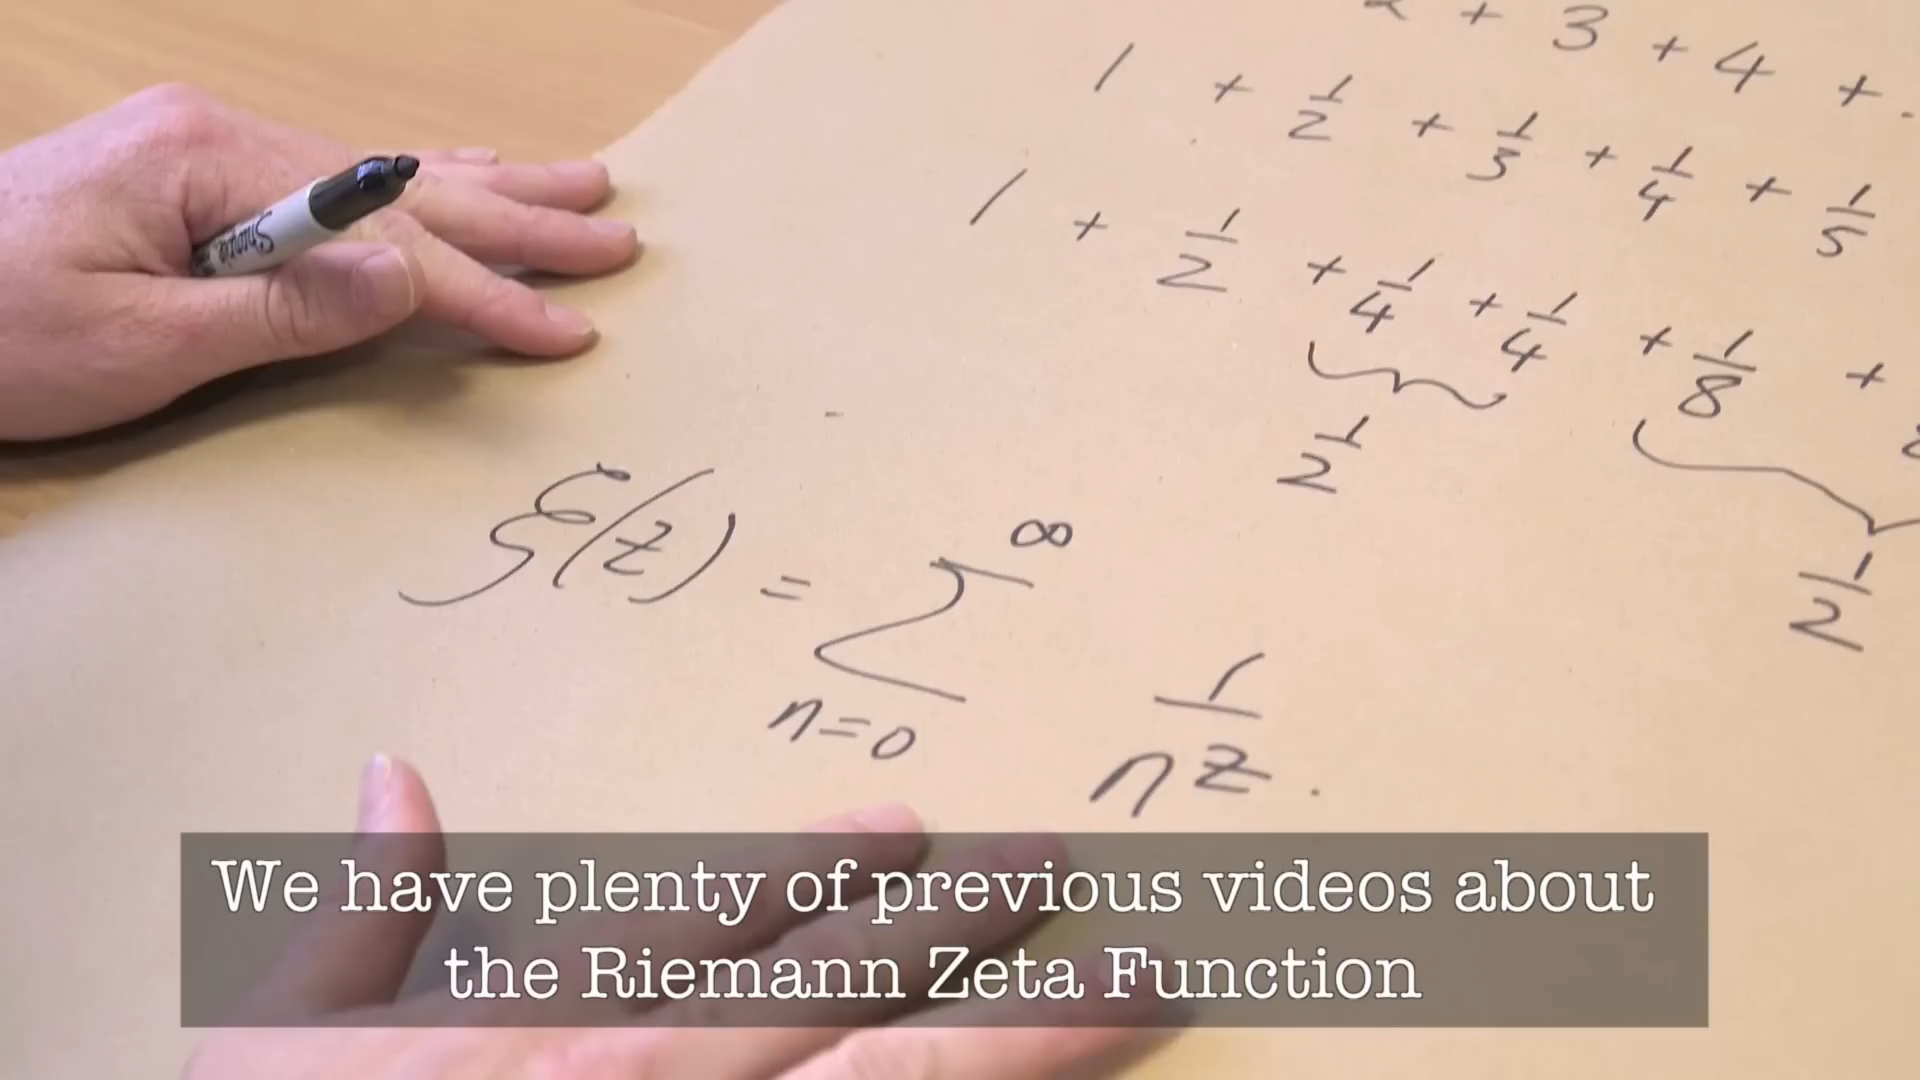 2 + 3 + 4 + .
1 + 1/2 + 1/3 + 1/4 + 1/5
1 + 1/2 + 1/4 + 1/4 + 1/8 +
1/2
1/2
Sharpie
ξ(z) = ∑_{n=0}^{∞} 1/n^z .
We have plenty of previous videos about
the Riemann Zeta Function